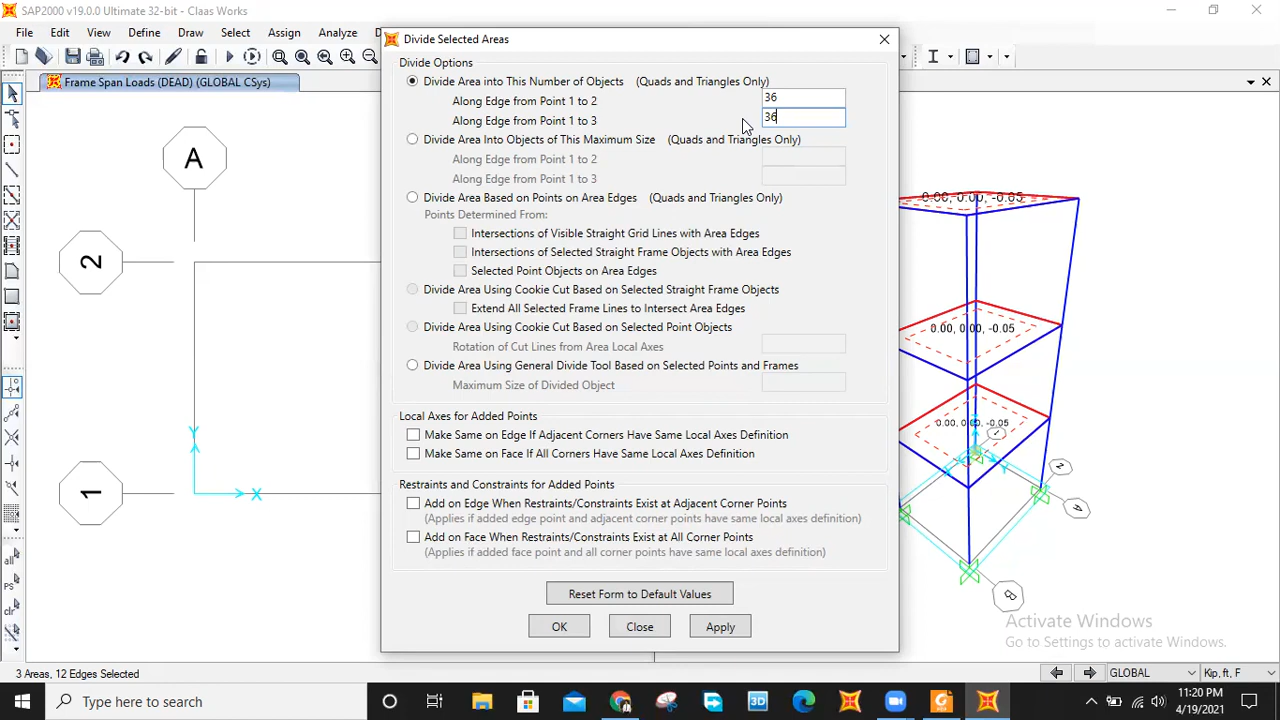 SAP2000 v19.0.0 Ultimate 32-bit - Claas Works
File Edit View Define Draw Select Assign Analyze
Frame Span Loads (DEAD) (GLOBAL CSys)
Divide Selected Areas
Divide Options
Divide Area into This Number of Objects (Quads and Triangles Only)
Along Edge from Point 1 to 2 36
Along Edge from Point 1 to 3 36
Divide Area Into Objects of This Maximum Size (Quads and Triangles Only)
Along Edge from Point 1 to 2
Along Edge from Point 1 to 3
Divide Area Based on Points on Area Edges (Quads and Triangles Only)
Points Determined From:
Intersections of Visible Straight Grid Lines with Area Edges
Intersections of Selected Straight Frame Objects with Area Edges
Selected Point Objects on Area Edges
Divide Area Using Cookie Cut Based on Selected Straight Frame Objects
Extend All Selected Frame Lines to Intersect Area Edges
Divide Area Using Cookie Cut Based on Selected Point Objects
Rotation of Cut Lines from Area Local Axes
Divide Area Using General Divide Tool Based on Selected Points and Frames
Maximum Size of Divided Object
Local Axes for Added Points
Make Same on Edge If Adjacent Corners Have Same Local Axes Definition
Make Same on Face If All Corners Have Same Local Axes Definition
Restraints and Constraints for Added Points
Add on Edge When Restraints/Constraints Exist at Adjacent Corner Points
(Applies if added edge point and adjacent corner points have same local axes definition)
Add on Face When Restraints/Constraints Exist at All Corner Points
(Applies if added face point and all corner points have same local axes definition)
Reset Form to Default Values
OK Close Apply
A
2
1
Y
X
all
PS
clr
0.00, 0.00, -0.05
0.00, 0.00, -0.05
0.00, 0.00, -0.05
1
2
A
B
Activate Windows
Go to Settings to activate Windows.
3 Areas, 12 Edges Selected
GLOBAL Kip, ft, F
Type here to search
3D
11:20 PM
4/19/2021